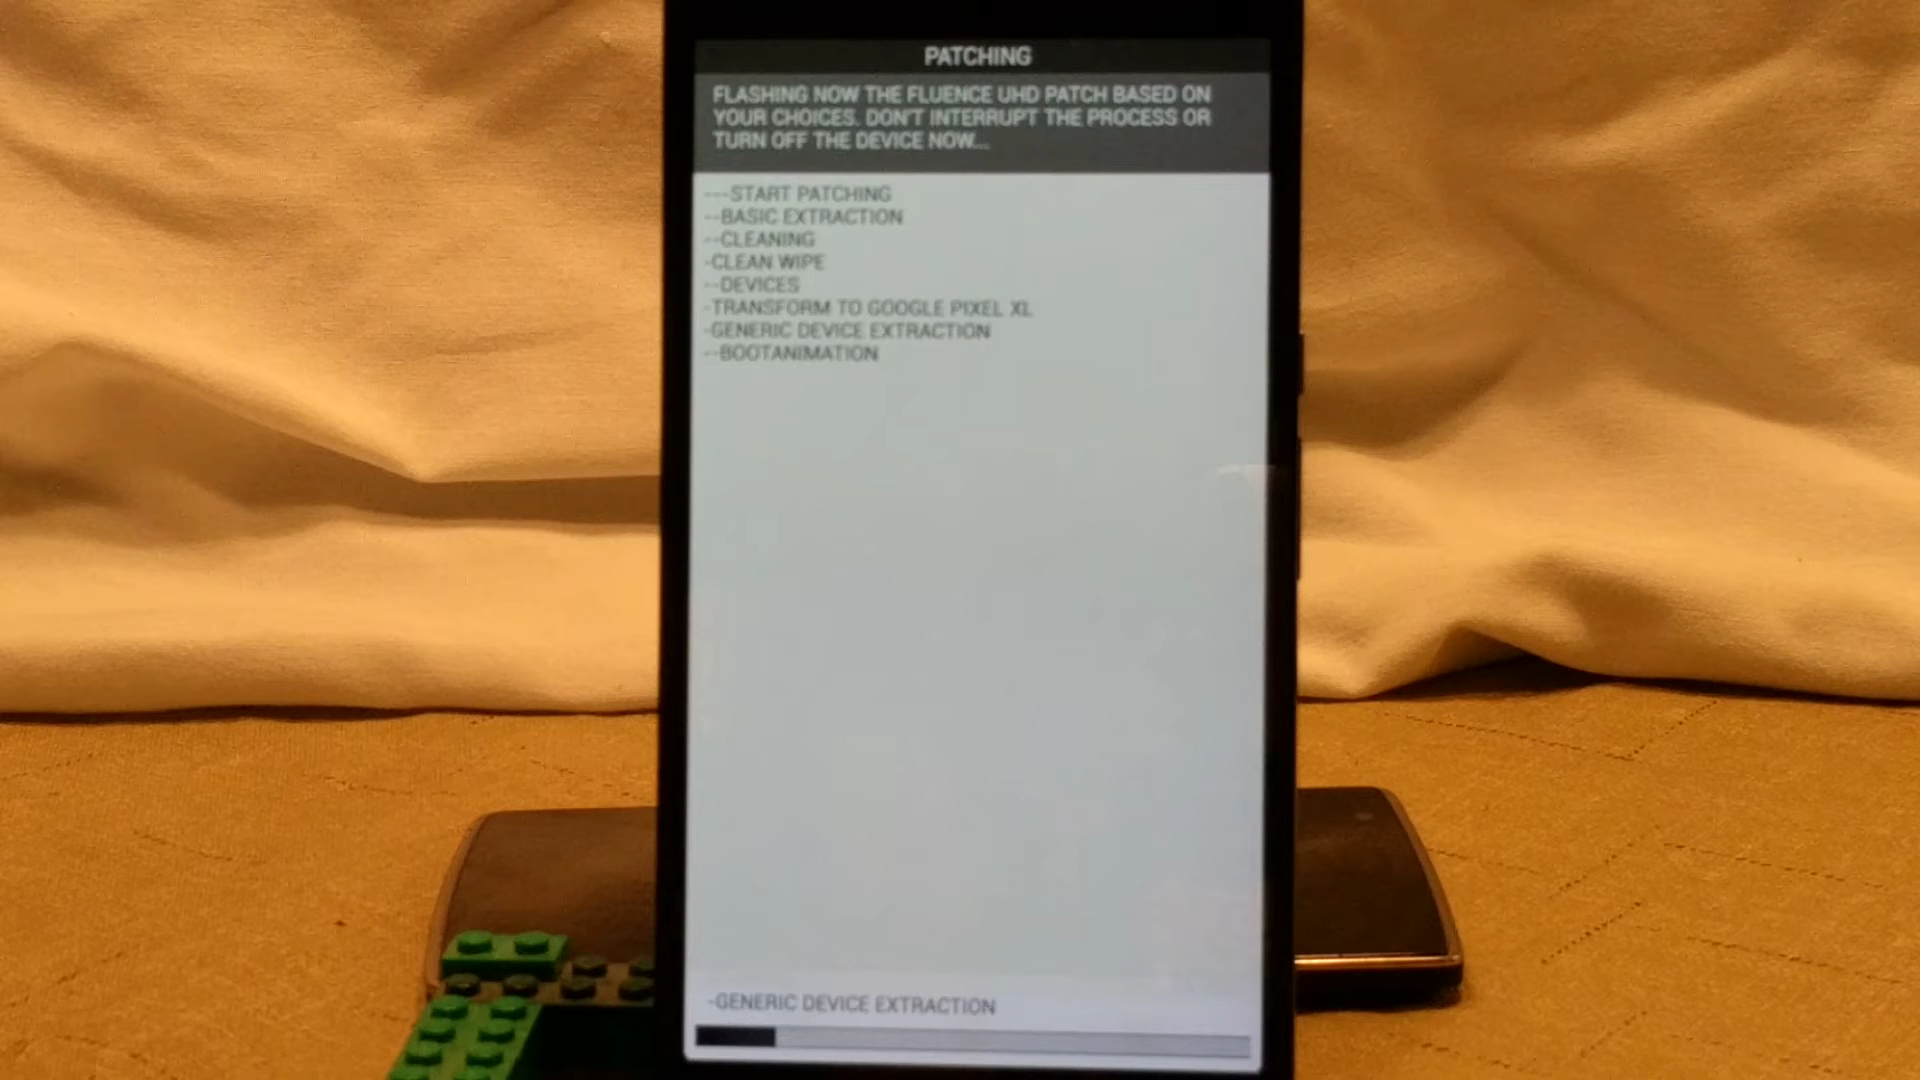 PATCHING
FLASHING NOW THE FLUENCE UHD PATCH BASED ON
YOUR CHOICES. DON'T INTERRUPT THE PROCESS OR
TURN OFF THE DEVICE NOW...
---START PATCHING
--BASIC EXTRACTION
--CLEANING
-CLEAN WIPE
--DEVICES
-TRANSFORM TO GOOGLE PIXEL XL
-GENERIC DEVICE EXTRACTION
--BOOTANIMATION
-GENERIC DEVICE EXTRACTION